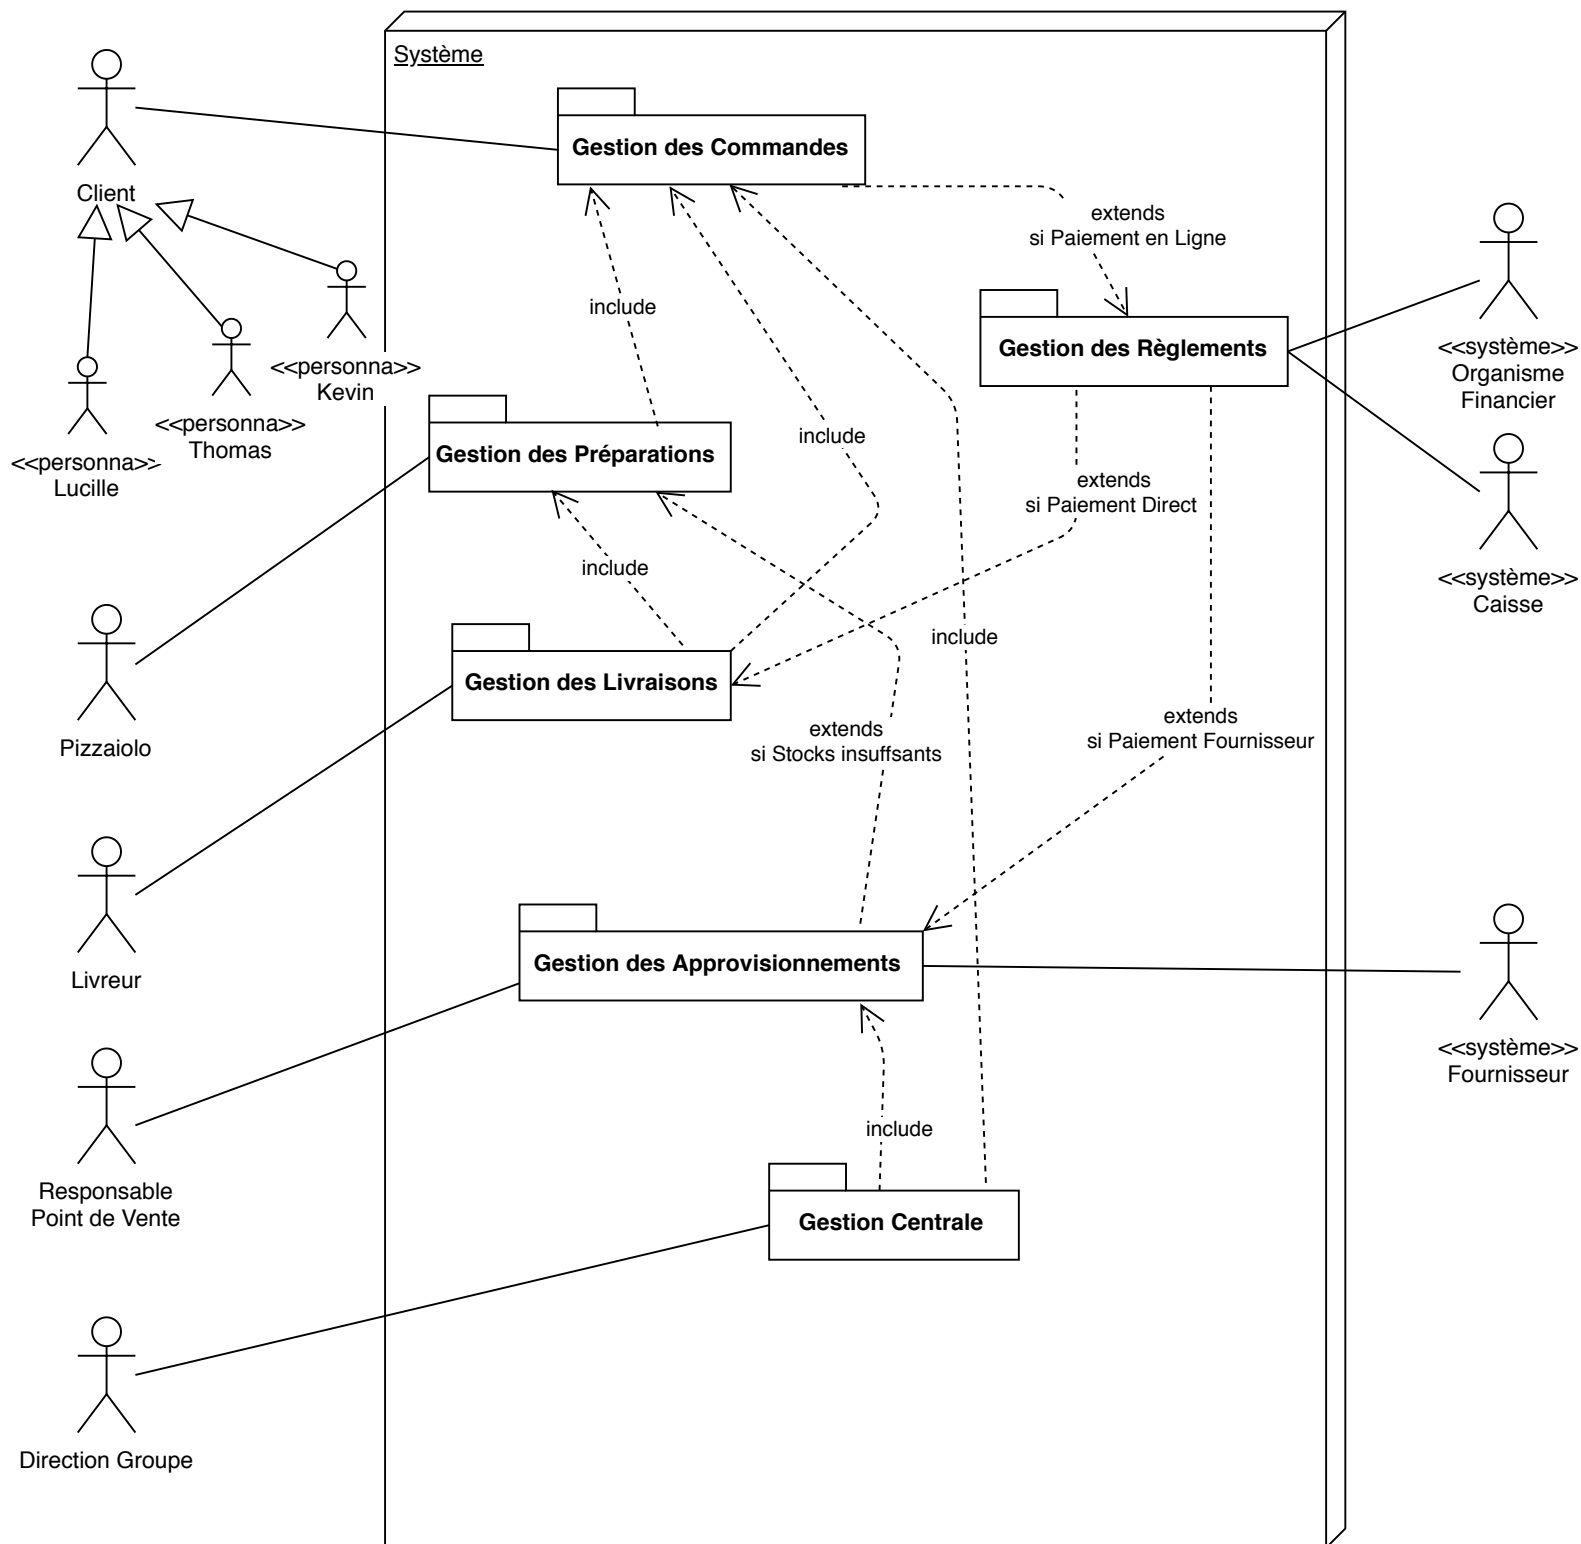 Système
Gestion des Commandes
Client
extends
si Paiement en Ligne
include
Gestion des Règlements
<<système>>
Organisme
Financier
<<personna>>
Kevin
<<personna>>
Thomas
<<personna>>
Lucille
include
Gestion des Préparations
extends
si Paiement Direct
include
<<système>>
Caisse
include
Gestion des Livraisons
Pizzaiolo
extends
si Stocks insuffsants
extends
si Paiement Fournisseur
Gestion des Approvisionnements
Livreur
<<système>>
Fournisseur
include
Responsable
Point de Vente
Gestion Centrale
Direction Groupe